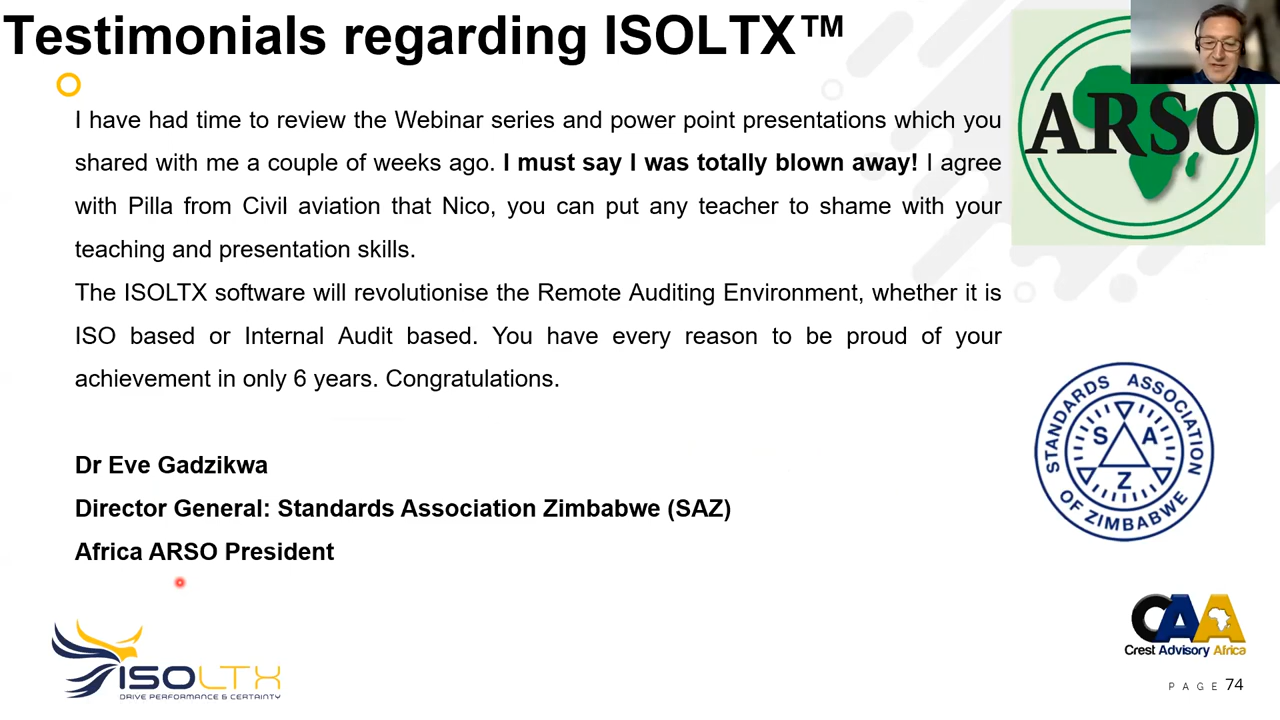 Testimonials regarding ISOLTX™
I have had time to review the Webinar series and power point presentations which you
shared with me a couple of weeks ago. I must say I was totally blown away! I agree
with Pilla from Civil aviation that Nico, you can put any teacher to shame with your
teaching and presentation skills.
The ISOLTX software will revolutionise the Remote Auditing Environment, whether it is
ISO based or Internal Audit based. You have every reason to be proud of your
achievement in only 6 years. Congratulations.
Dr Eve Gadzikwa
Director General: Standards Association Zimbabwe (SAZ)
Africa ARSO President
ARSO
STANDARDS ASSOCIATION
OF ZIMBABWE
S A
Z
ISOLTX
DRIVE PERFORMANCE & CERTAINTY
CAA
Crest Advisory Africa
PAGE 74